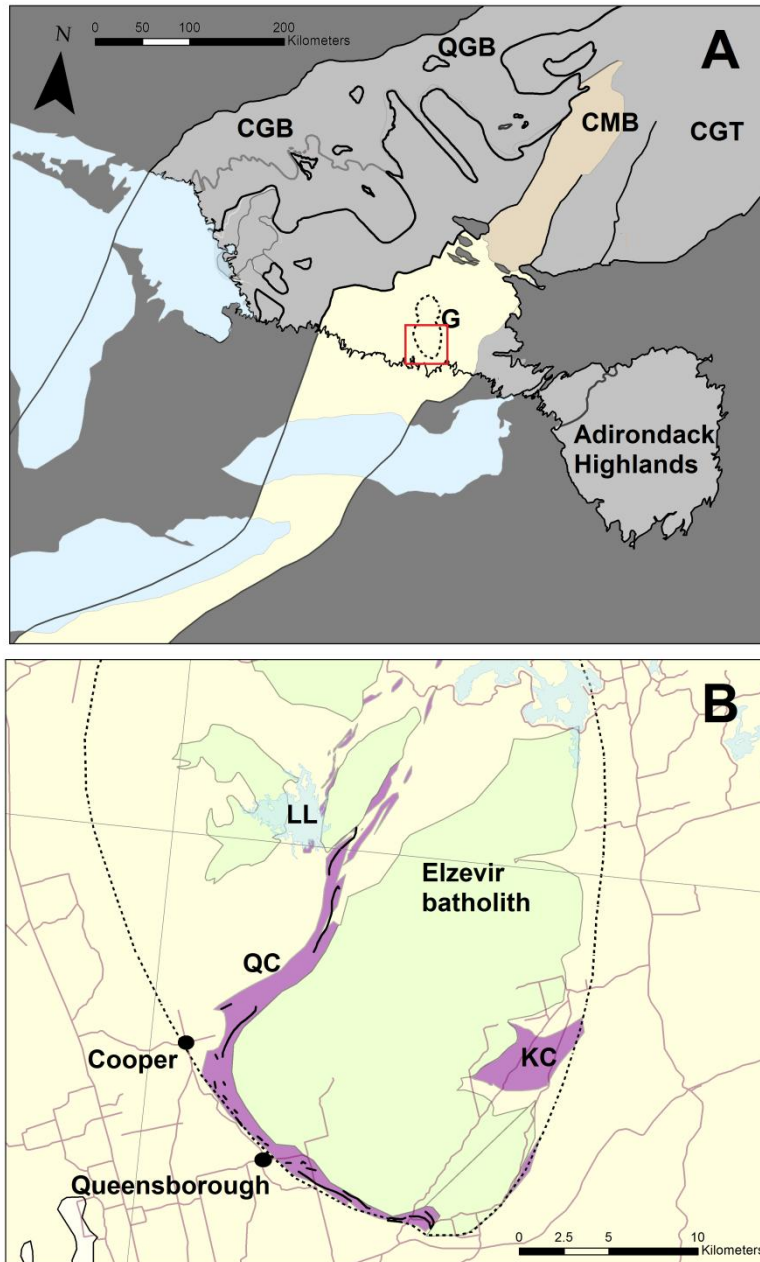 A
0 50 100 200
Kilometers
N
QGB
CGB
CMB
CGT
G
Adirondack
Highlands
B
LL
Elzevir
batholith
QC
Cooper
KC
Queensborough
0 2.5 5 10
Kilometers